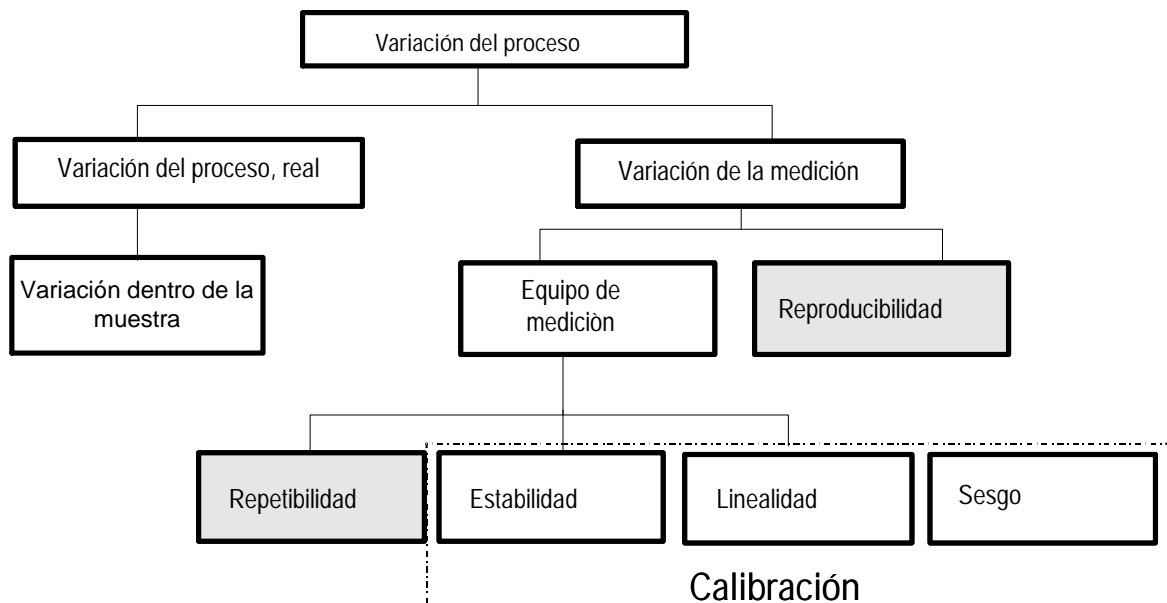 Variación del proceso
Variación del proceso, real
Variación de la medición
Variación dentro de la
muestra
Equipo de
mediciòn
Reproducibilidad
Repetibilidad
Estabilidad
Linealidad
Sesgo
Calibración